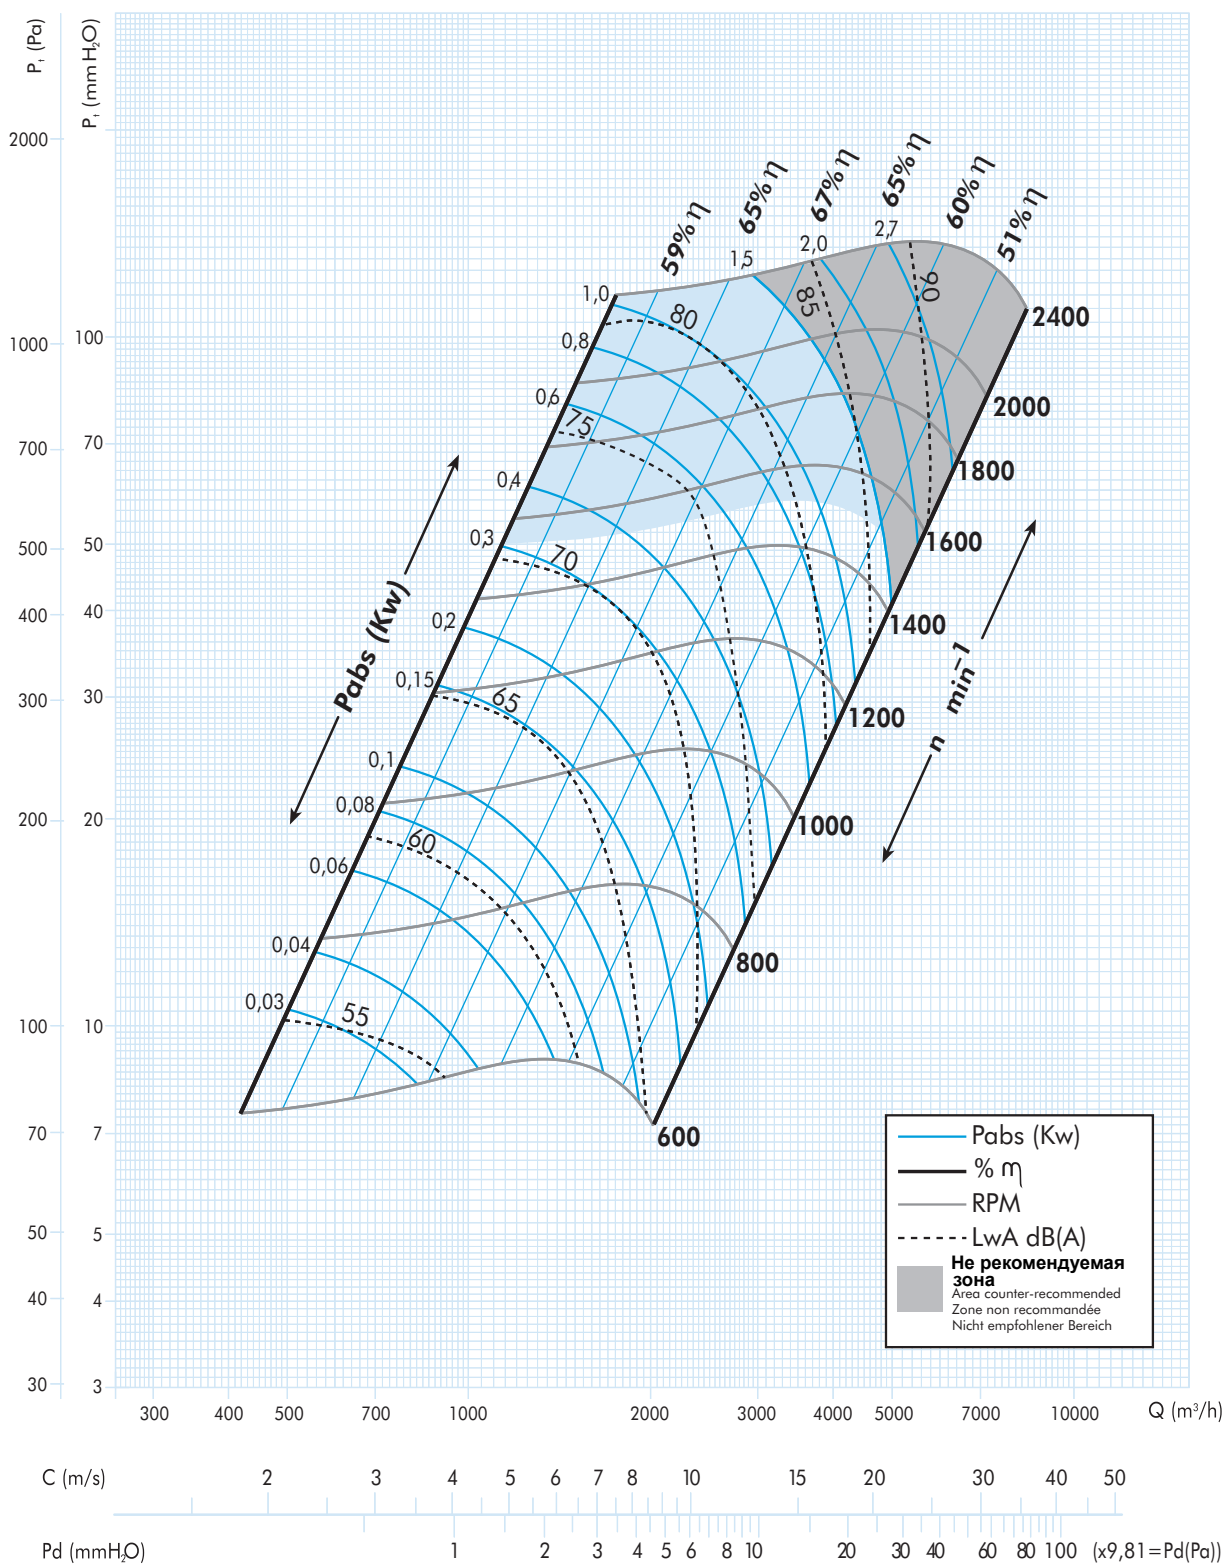 Pt (Pa)
Pt (mm H2O)
2000
1000
700
500
400
300
200
100
70
50
40
30
100
70
50
40
30
20
10
7
5
4
3
59% η
65% η
67% η
65% η
60% η
51% η
1,0
1,5
2,0
2,7
0,8
0,6
0,4
0,3
0,2
0,15
0,1
0,08
0,06
0,04
0,03
80
85
90
75
70
65
60
55
2400
2000
1800
1600
1400
1200
1000
800
600
Pabs (Kw)
n min-1
Pabs (Kw)
% η
RPM
LwA dB(A)
Не рекомендуемая
зона
Area counter-recommended
Zone non recommandée
Nicht empfohlener Bereich
300 400 500 700 1000 2000 3000 4000 5000 7000 10000 Q (m³/h)
C (m/s) 2 3 4 5 6 7 8 10 15 20 30 40 50
Pd (mmH2O) 1 2 3 4 5 6 8 10 20 30 40 60 80 100 (x9,81=Pd(Pa))